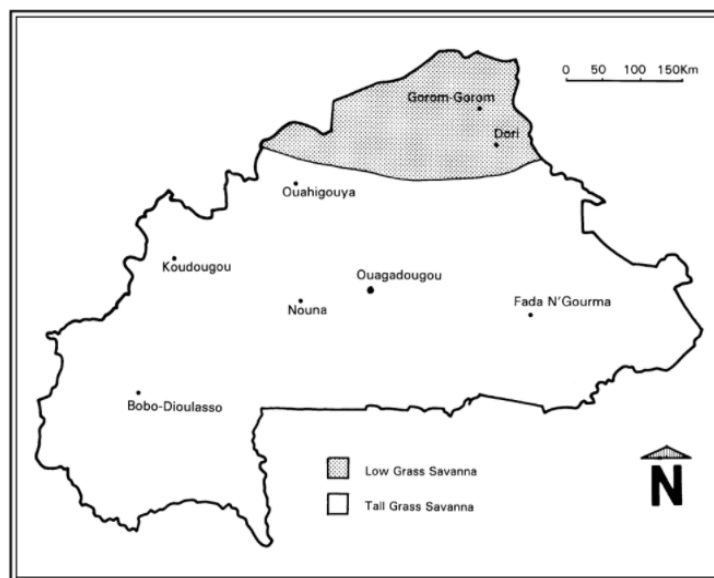 0 50 100 150Km
Gorom-Gorom
Dori
Ouahigouya
Koudougou
Ouagadougou
Nouna
Fada N'Gourma
Bobo-Dioulasso
Low Grass Savanna
Tall Grass Savanna
N